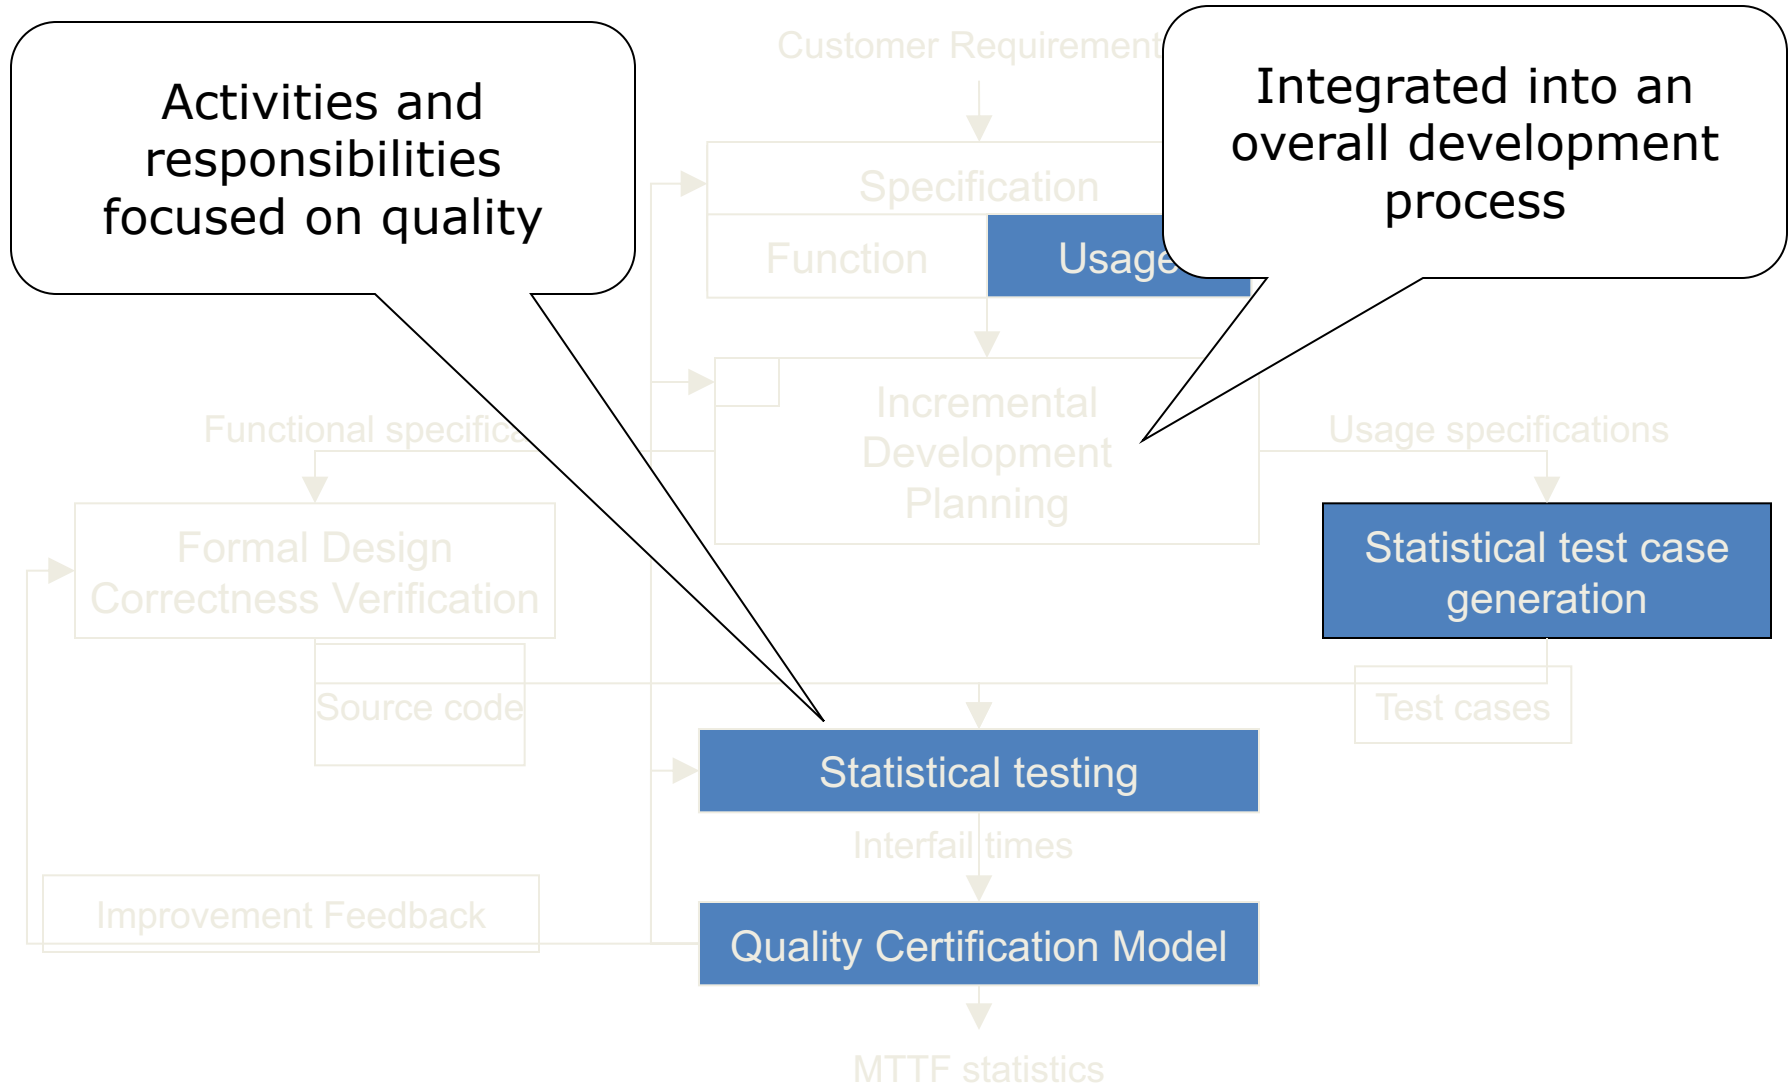 Customer Requirement
Activities and
responsibilities
focused on quality
Integrated into an
overall development
process
Specification
Function
Usage
Incremental
Development
Planning
Functional specifica
Usage specifications
Formal Design
Correctness Verification
Statistical test case
generation
Source code
Test cases
Statistical testing
Interfail times
Improvement Feedback
Quality Certification Model
MTTF statistics